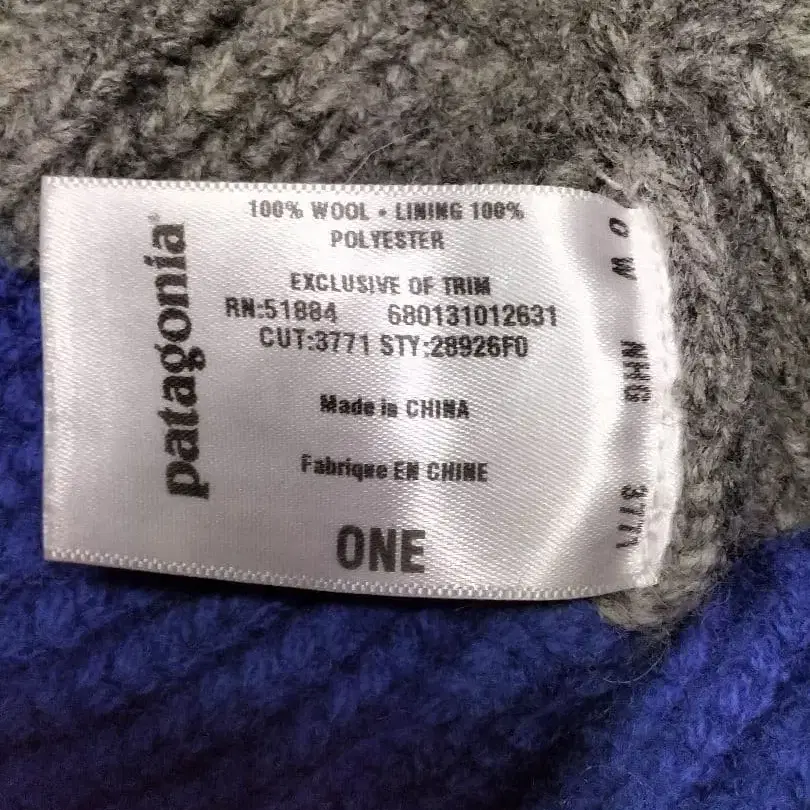 patagonia®
100% WOOL • LINING 100%
POLYESTER
EXCLUSIVE OF TRIM
RN:51884 680131012631
CUT:3771 STY:28926F0
Made in CHINA
Fabrique EN CHINE
ONE
OW NHG 3771